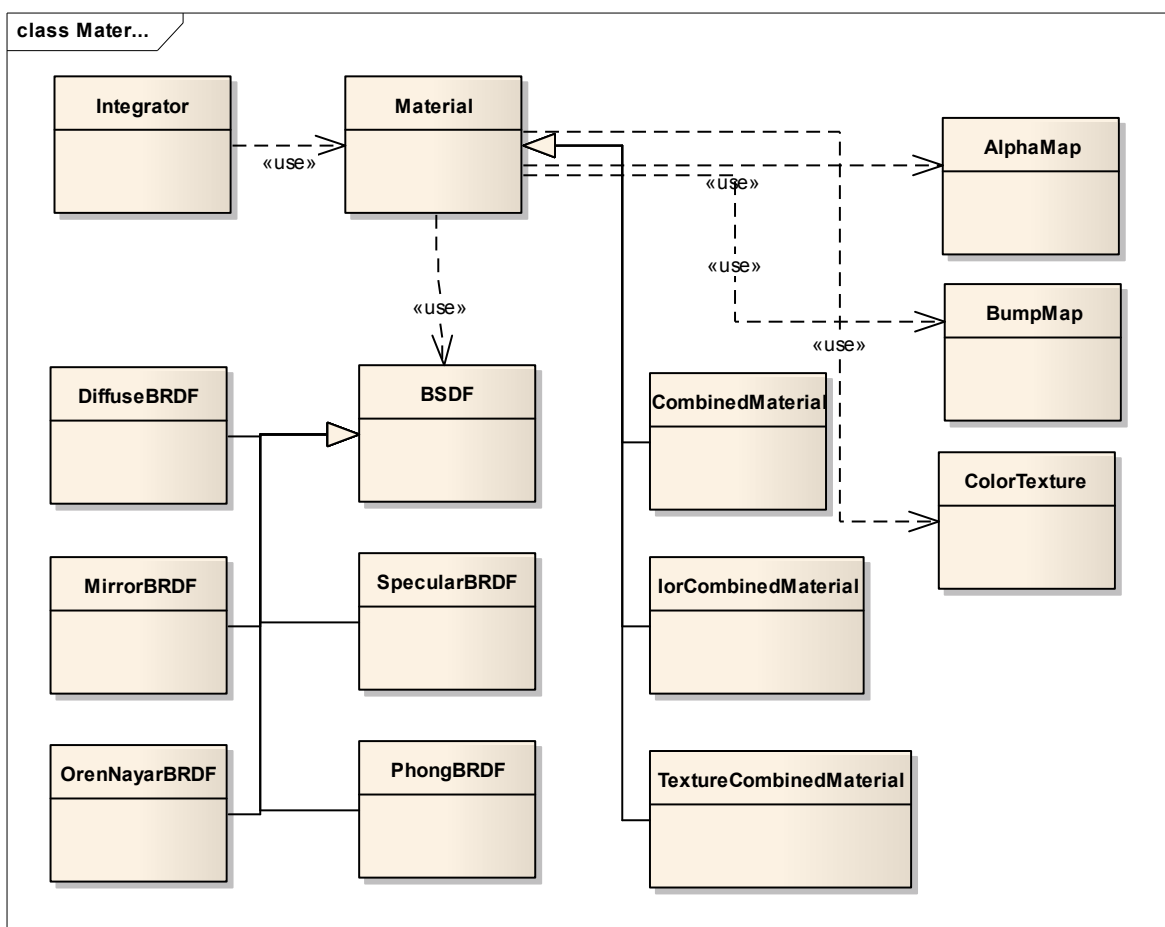 class Mater...
Integrator
Material
AlphaMap
«use»
«use»
«use»
«use»
«use»
BumpMap
DiffuseBRDF
BSDF
CombinedMaterial
ColorTexture
MirrorBRDF
SpecularBRDF
IorCombinedMaterial
OrenNayarBRDF
PhongBRDF
TextureCombinedMaterial